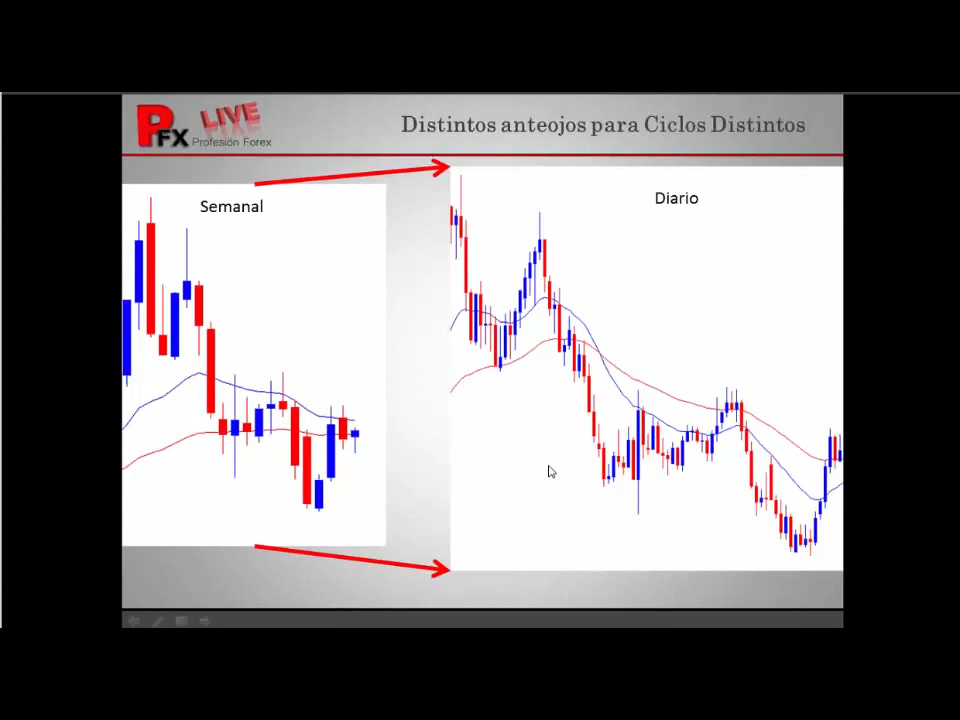 PFX LIVE
Profesión Forex
Distintos anteojos para Ciclos Distintos
Semanal
Diario